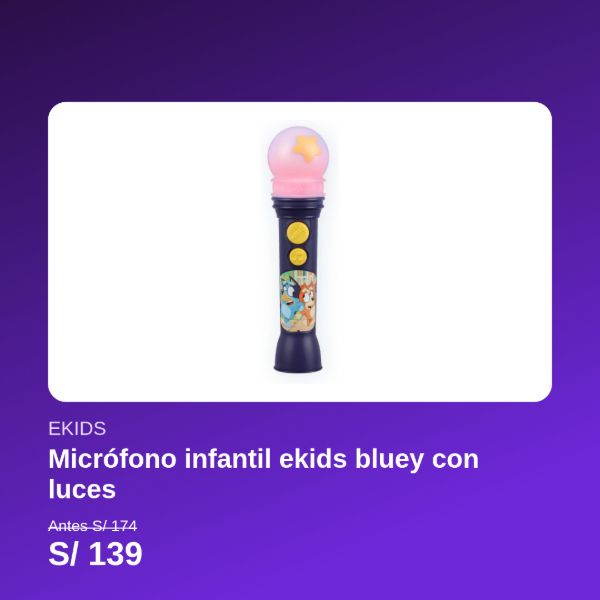 EKIDS
Micrófono infantil ekids bluey con
luces
Antes S/ 174
S/ 139